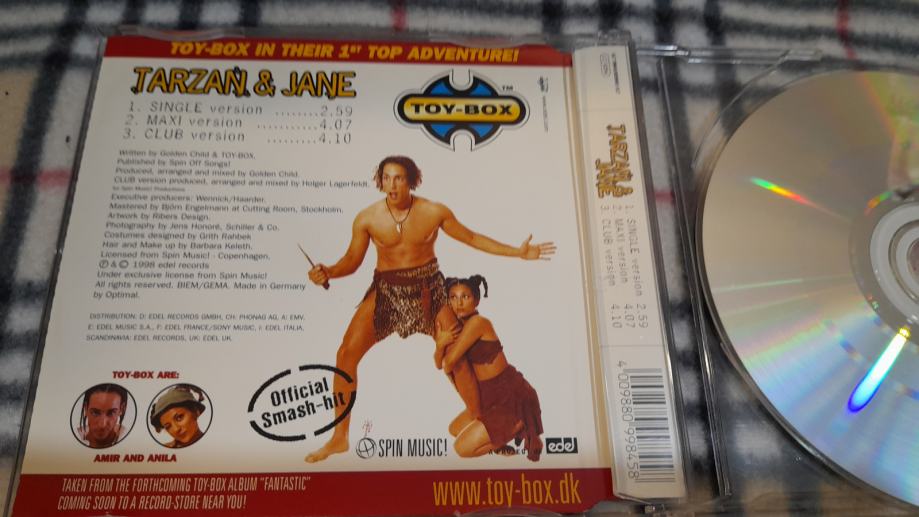 TOY-BOX IN THEIR 1ST TOP ADVENTURE!
TARZAN & JANE
1. SINGLE version ........2.59
2. MAXI version ..........4.07
3. CLUB version .........4.10
TOY-BOX™
Written by Golden Child & TOY-BOX.
Published by Spin Off Songs!
Produced, arranged and mixed by Golden Child.
CLUB version produced, arranged and mixed by Holger Lagerfeldt,
for Spin Music! Productions
Executive producers: Wennick/Haarder.
Mastered by Björn Engelmann at Cutting Room, Stockholm.
Artwork by Ribers Design.
Photography by Jens Honoré, Schiller & Co.
Costumes designed by Grith Rahbek
Hair and Make up by Barbara Keleth.
Licensed from Spin Music! - Copenhagen,
℗ & © 1998 edel records
Under exclusive license from Spin Music!
All rights reserved. BIEM/GEMA. Made in Germany
by Optimal.
DISTRIBUTION: D: EDEL RECORDS GMBH, CH: PHONAG AG, A: EMV,
E: EDEL MUSIC S.A., F: EDEL FRANCE/SONY MUSIC, I: EDEL ITALIA,
SCANDINAVIA: EDEL RECORDS, UK: EDEL UK.
TOY-BOX ARE:
AMIR AND ANILA
Official
Smash-hit
SPIN MUSIC!
edel
TAKEN FROM THE FORTHCOMING TOY-BOX ALBUM "FANTASTIC"
COMING SOON TO A RECORD-STORE NEAR YOU!
www.toy-box.dk
TARZAN &
JANE
1. SINGLE version 2.59
2. MAXI version 4.07
3. CLUB version 4.10
4 009880 998458